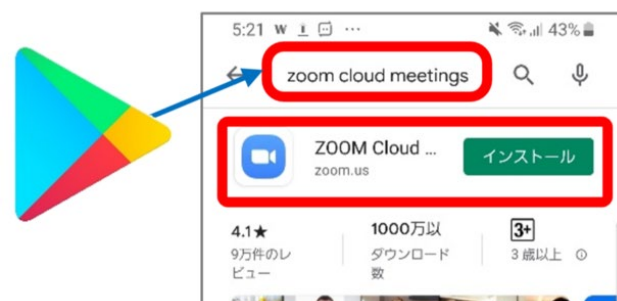 5:21 W ⋯ 43%
zoom cloud meetings
ZOOM Cloud ...
zoom.us
インストール
4.1★
9万件のレ
ビュー
1000万以
ダウンロード
数
3+
3 歳以上